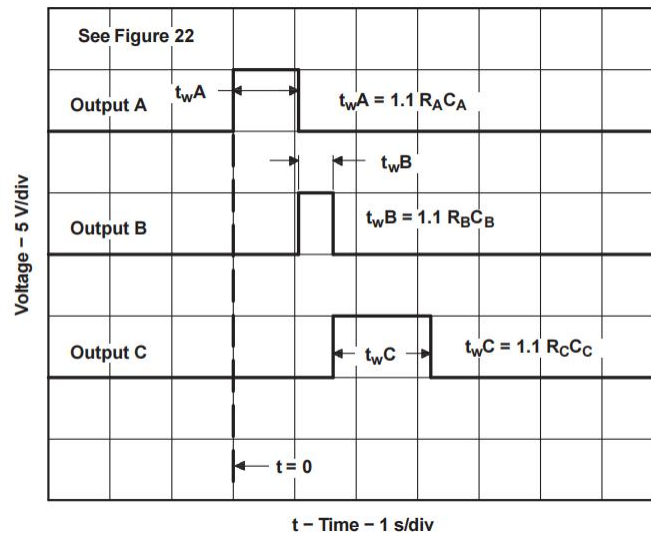 See Figure 22
Output A
twA
twA = 1.1 RACA
twB
Output B
twB = 1.1 RBCB
Output C
twC
twC = 1.1 RCCC
t = 0
Voltage − 5 V/div
t − Time − 1 s/div